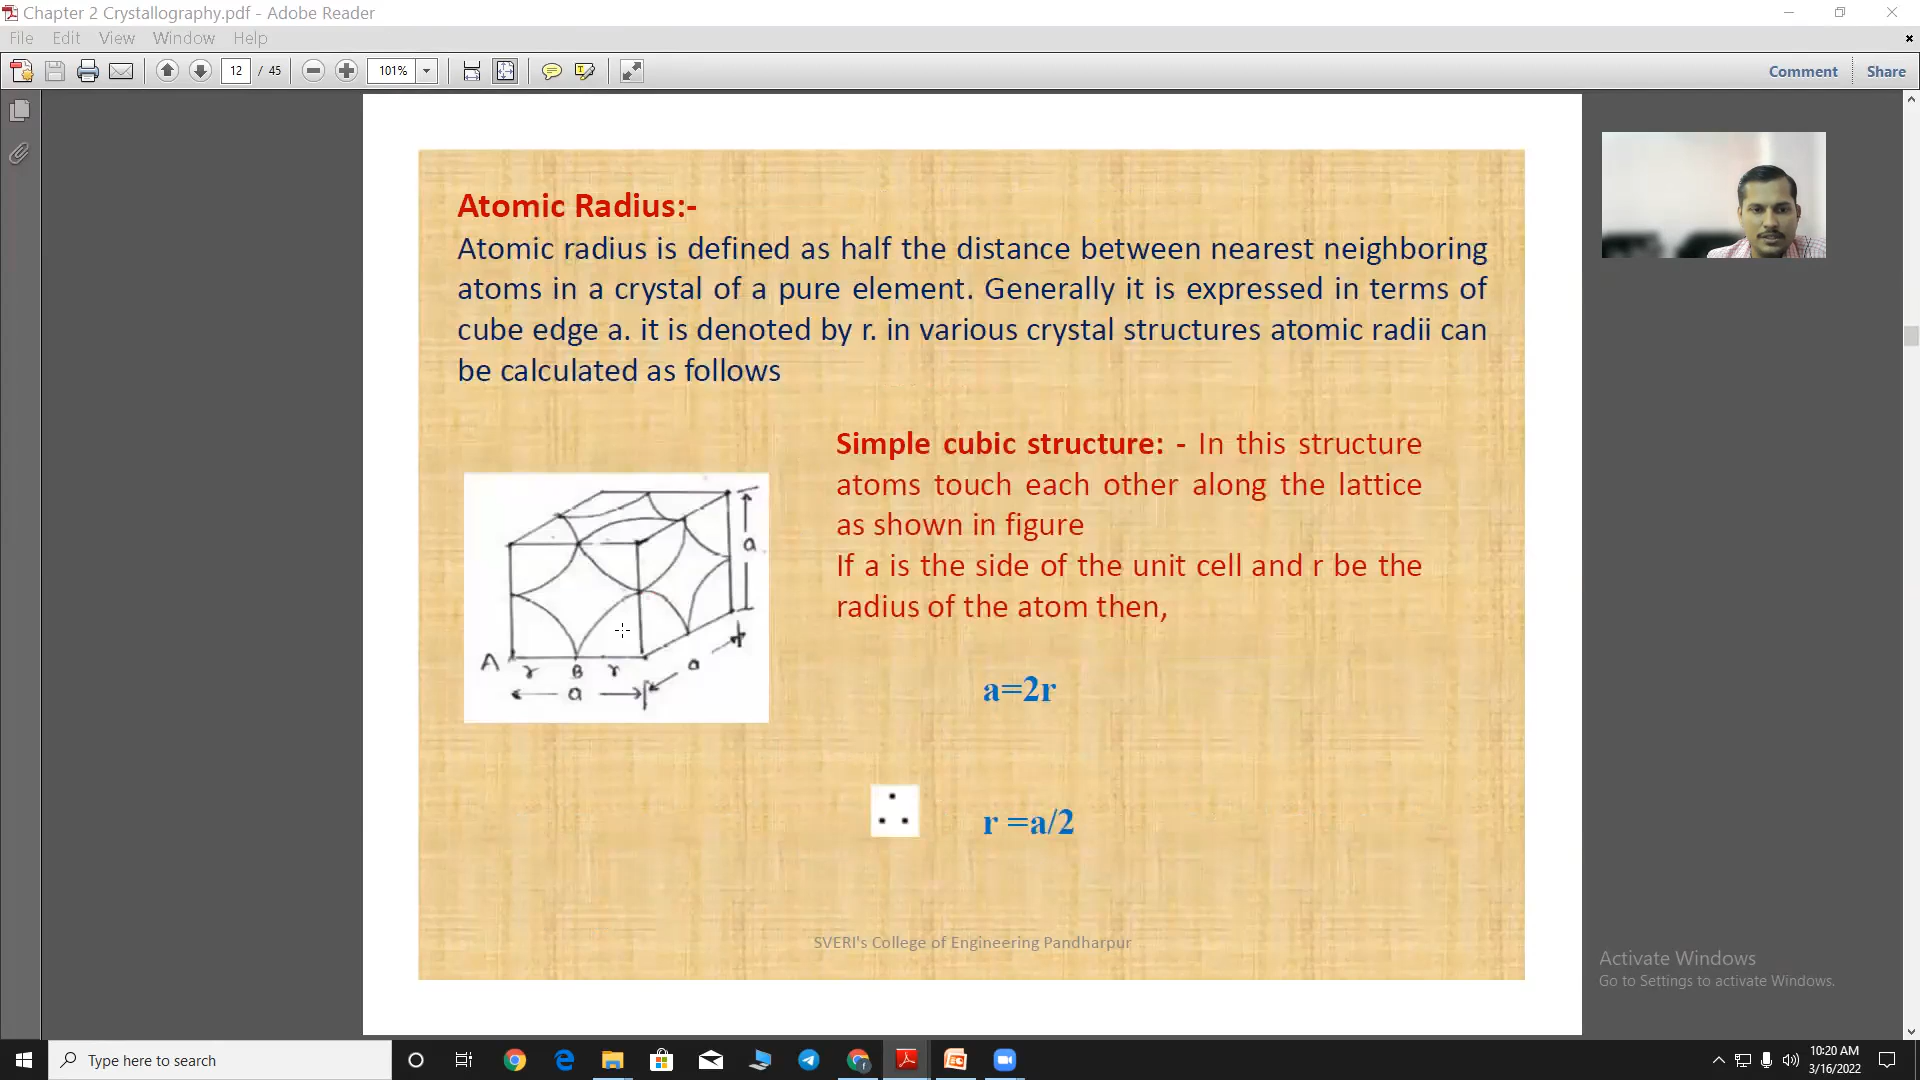 Chapter 2 Crystallography.pdf - Adobe Reader
File Edit View Window Help
12 / 45 101% Comment Share
Atomic Radius:-
Atomic radius is defined as half the distance between nearest neighboring
atoms in a crystal of a pure element. Generally it is expressed in terms of
cube edge a. it is denoted by r. in various crystal structures atomic radii can
be calculated as follows
Simple cubic structure: - In this structure
atoms touch each other along the lattice
as shown in figure
If a is the side of the unit cell and r be the
radius of the atom then,
a
A r B r a
a
a=2r
∴ r =a/2
SVERI's College of Engineering Pandharpur
Activate Windows
Go to Settings to activate Windows.
Type here to search
10:20 AM
3/16/2022